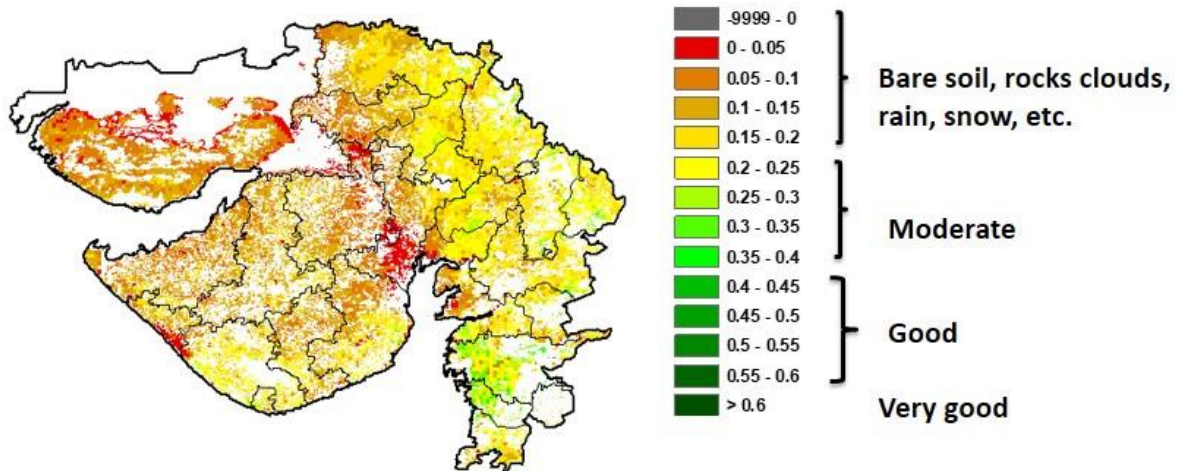 -9999 - 0
0 - 0.05
0.05 - 0.1
0.1 - 0.15
0.15 - 0.2
0.2 - 0.25
0.25 - 0.3
0.3 - 0.35
0.35 - 0.4
0.4 - 0.45
0.45 - 0.5
0.5 - 0.55
0.55 - 0.6
> 0.6
Bare soil, rocks clouds,
rain, snow, etc.
Moderate
Good
Very good